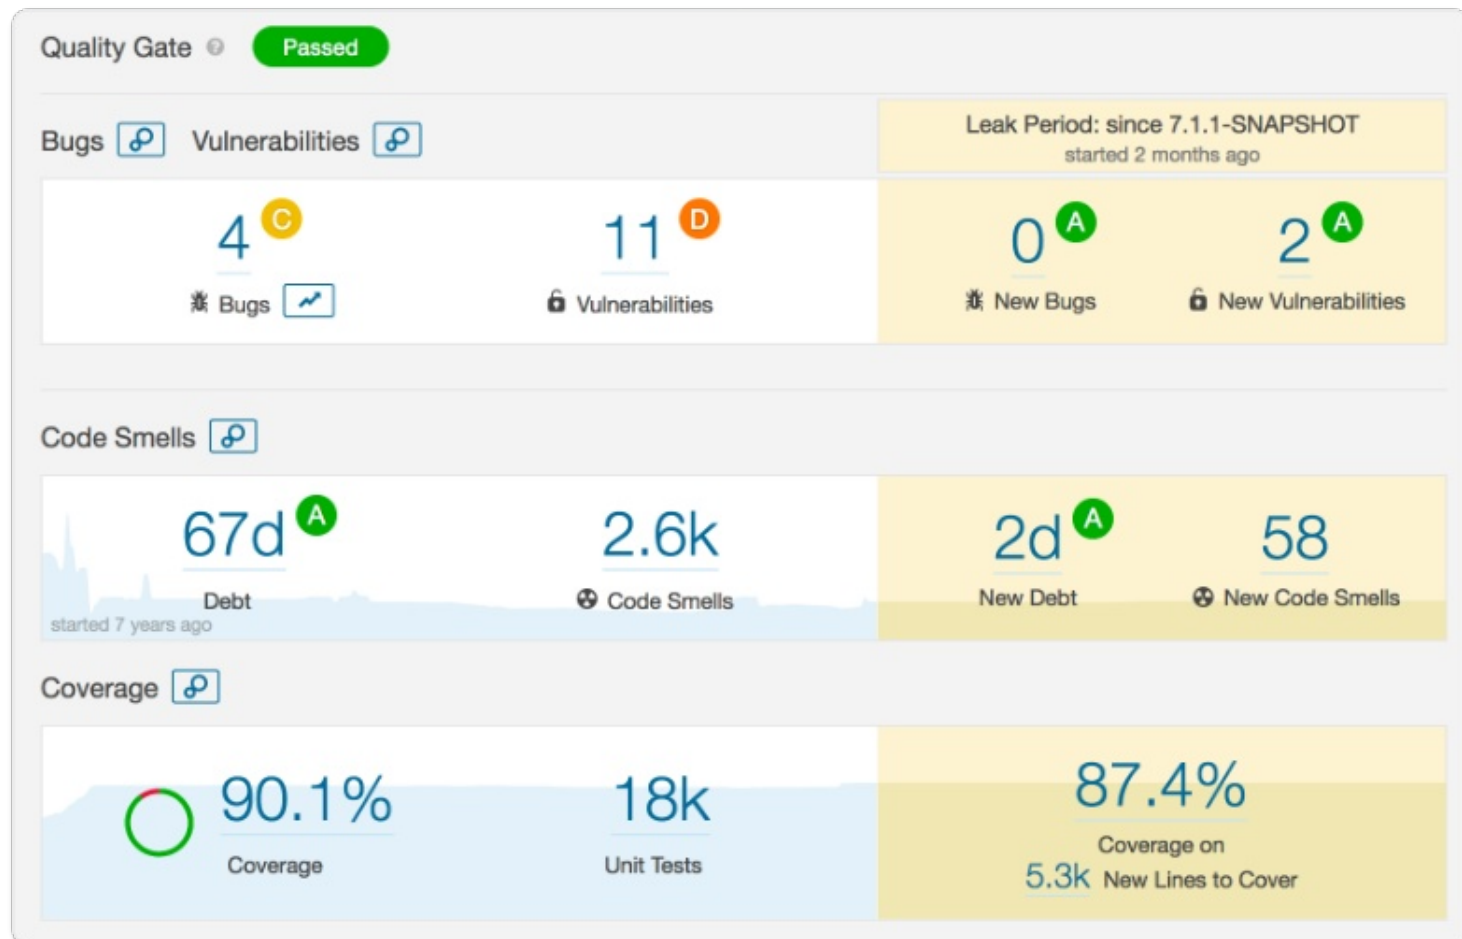 Quality Gate ? Passed
Bugs Vulnerabilities
Leak Period: since 7.1.1-SNAPSHOT
started 2 months ago
4 C
Bugs
11 D
Vulnerabilities
0 A
New Bugs
2 A
New Vulnerabilities
Code Smells
67d A
Debt
started 7 years ago
2.6k
Code Smells
2d A
New Debt
58
New Code Smells
Coverage
90.1%
Coverage
18k
Unit Tests
87.4%
Coverage on
5.3k New Lines to Cover